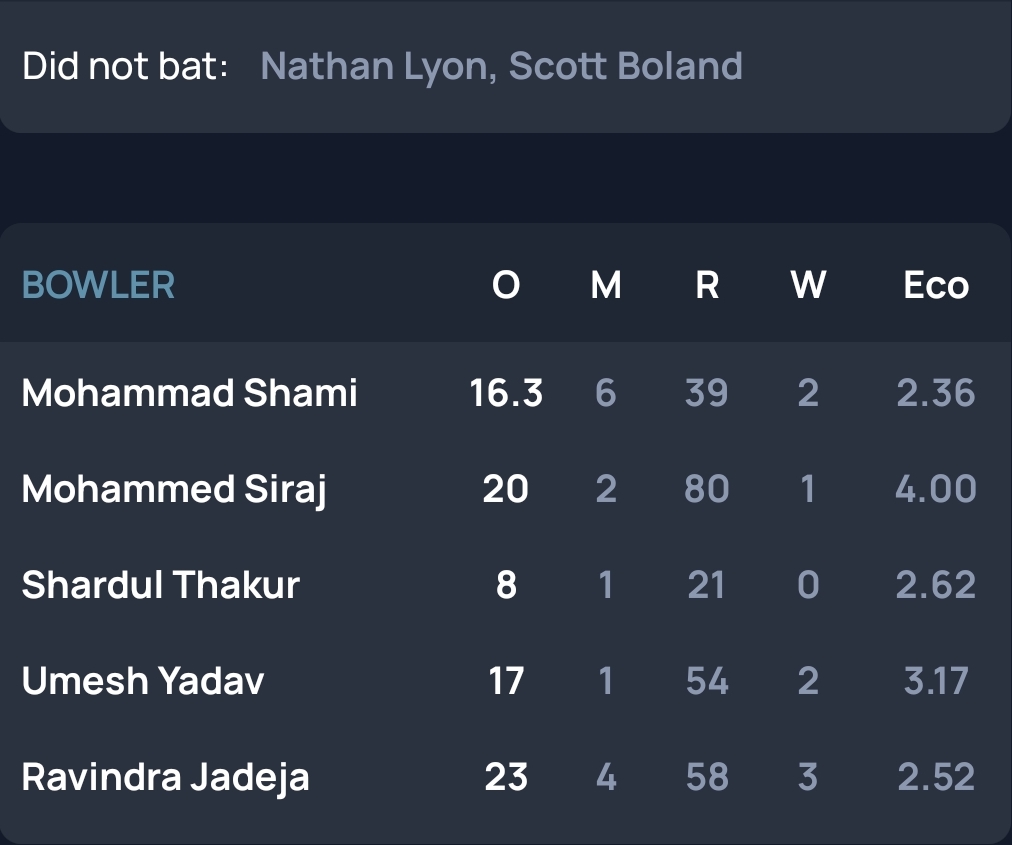 Did not bat: Nathan Lyon, Scott Boland
BOWLER O M R W Eco
Mohammad Shami 16.3 6 39 2 2.36
Mohammed Siraj 20 2 80 1 4.00
Shardul Thakur 8 1 21 0 2.62
Umesh Yadav 17 1 54 2 3.17
Ravindra Jadeja 23 4 58 3 2.52